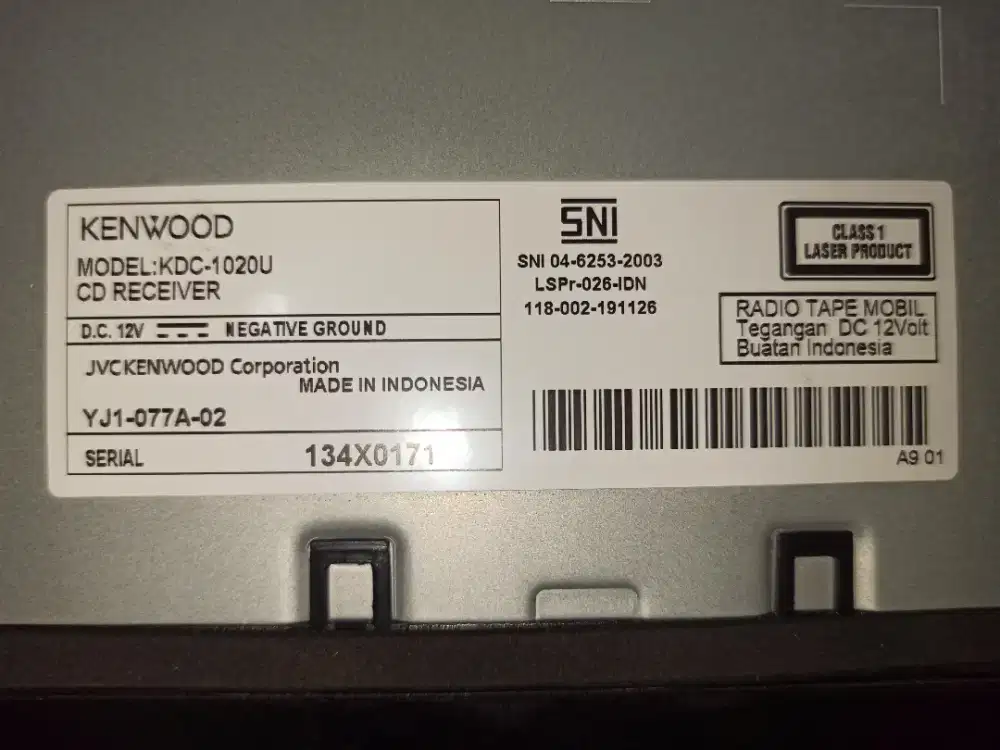 KENWOOD
MODEL:KDC-1020U
CD RECEIVER
D.C. 12V NEGATIVE GROUND
JVCKENWOOD Corporation
MADE IN INDONESIA
YJ1-077A-02
SERIAL 134X0171
SNI
SNI 04-6253-2003
LSPr-026-IDN
118-002-191126
CLASS 1
LASER PRODUCT
RADIO TAPE MOBIL
Tegangan DC 12Volt
Buatan Indonesia
A9 01